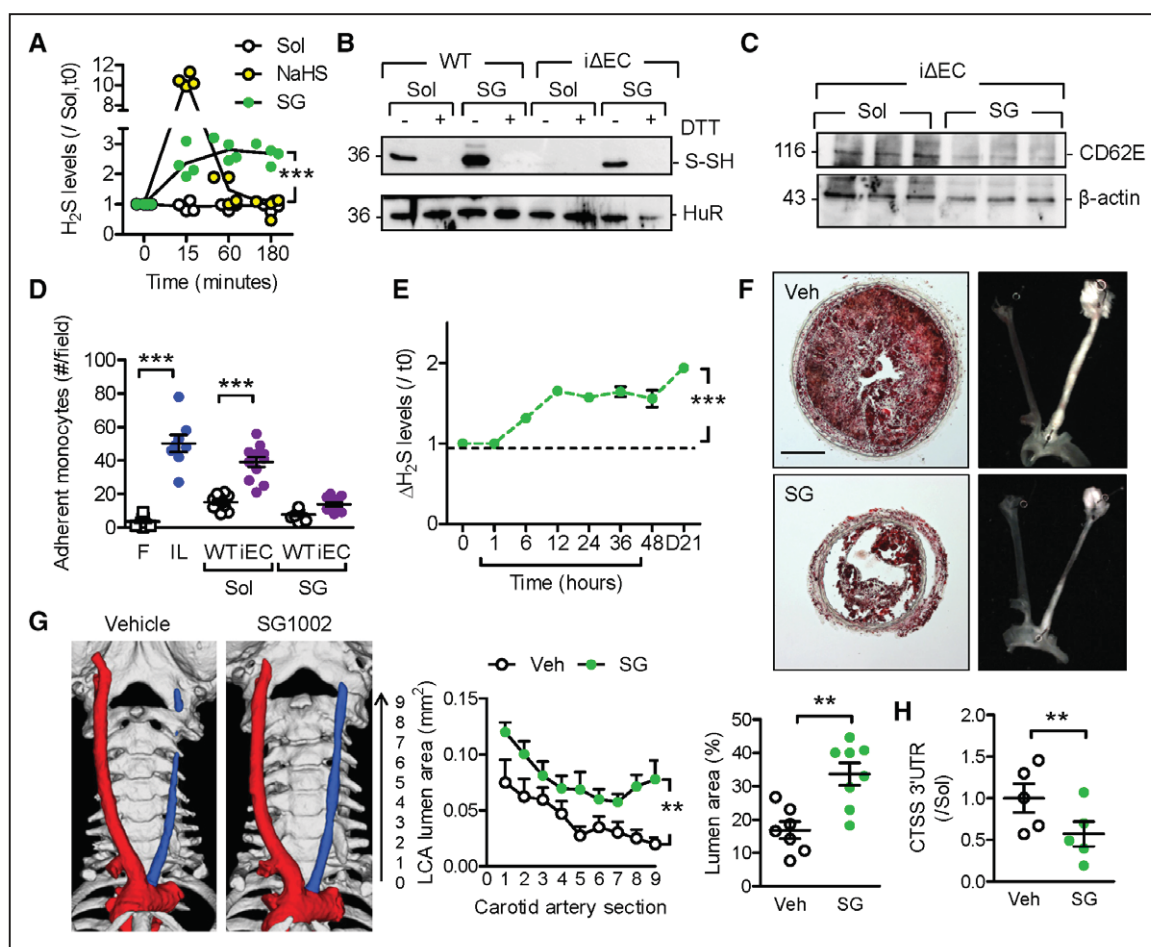 A
Sol
NaHS
SG
H2S levels (/ Sol,t0)
12
10
8
3
2
1
0
***
0 15 60 180
Time (minutes)
B
WT iΔEC
Sol SG Sol SG
- + - + - + - + DTT
36 S-SH
36 HuR
C
iΔEC
Sol SG
116 CD62E
43 β-actin
D
Adherent monocytes (#/field)
100
80
60
40
20
0
*** ***
F IL WT iEC WT iEC
Sol SG
E
ΔH2S levels (/ t0)
2
1
0
***
0 1 6 12 24 36 48 D21
Time (hours)
F
Veh
SG
G
Vehicle SG1002
9
8
7
6
5
4
3
2
1
0
Veh SG
LCA lumen area (mm2)
0.15
0.10
0.05
0.00
**
0 1 2 3 4 5 6 7 8 9
Carotid artery section
Lumen area (%)
50
40
30
20
10
0
**
Veh SG
H
CTSS 3'UTR
(/Sol)
2.0
1.5
1.0
0.5
0.0
**
Veh SG